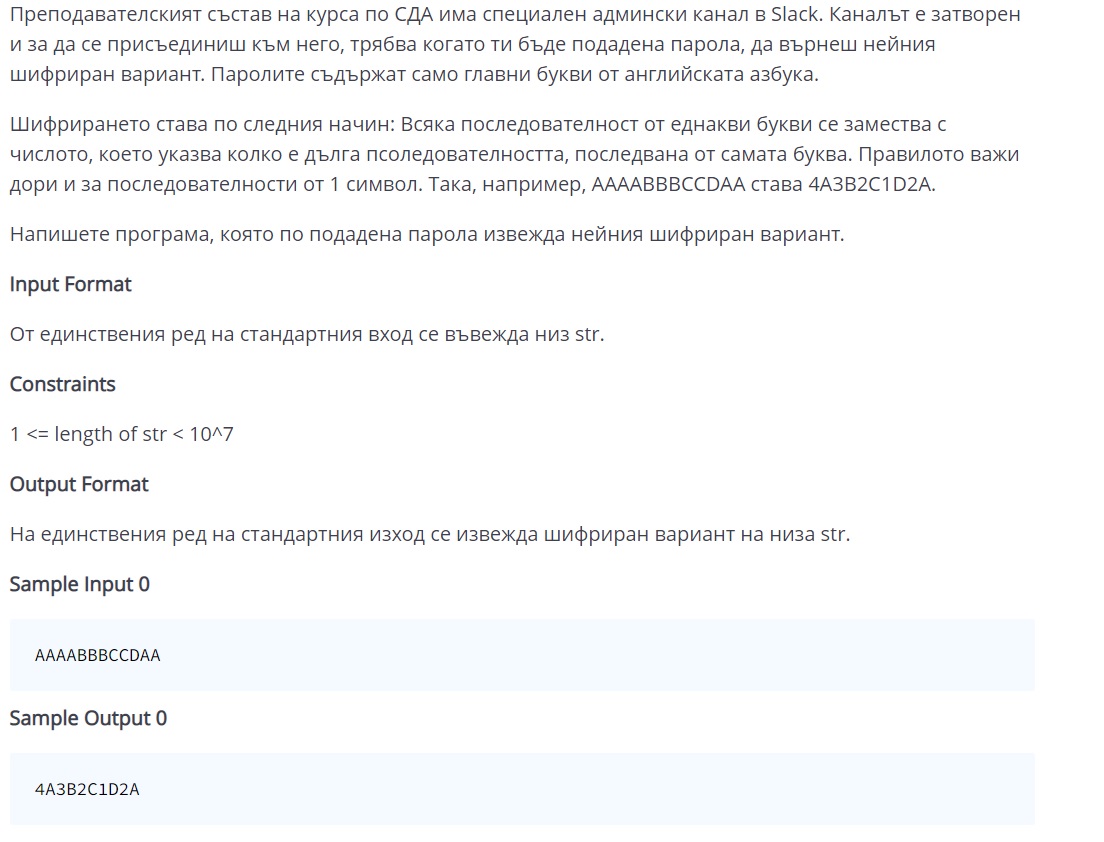 Преподавателският състав на курса по СДА има специален админски канал в Slack. Каналът е затворен
и за да се присъединиш към него, трябва когато ти бъде подадена парола, да върнеш нейния
шифриран вариант. Паролите съдържат само главни букви от английската азбука.
Шифрирането става по следния начин: Всяка последователност от еднакви букви се замества с
числото, което указва колко е дълга псоледователността, последвана от самата буква. Правилото важи
дори и за последователности от 1 символ. Така, например, AAAABBBCCDAA става 4A3B2C1D2A.
Напишете програма, която по подадена парола извежда нейния шифриран вариант.
Input Format
От единствения ред на стандартния вход се въвежда низ str.
Constraints
1 <= length of str < 10^7
Output Format
На единствения ред на стандартния изход се извежда шифриран вариант на низа str.
Sample Input 0
AAAABBBCCDAA
Sample Output 0
4A3B2C1D2A